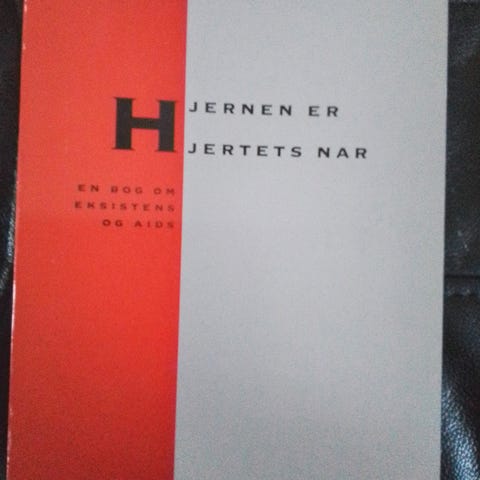 HJERNEN ER
HJERTETS NAR
EN BOG OM
EKSISTENS
OG AIDS